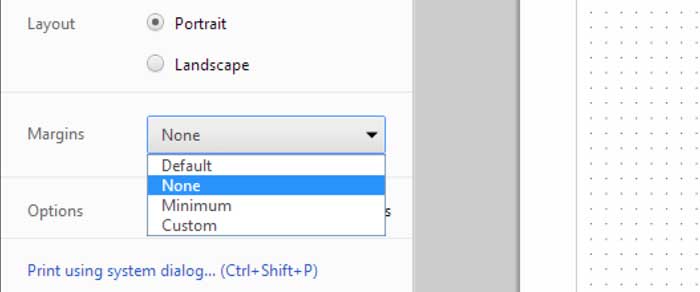 Layout
Portrait
Landscape
Margins
None
Default
None
Minimum
Custom
Options
s
Print using system dialog... (Ctrl+Shift+P)